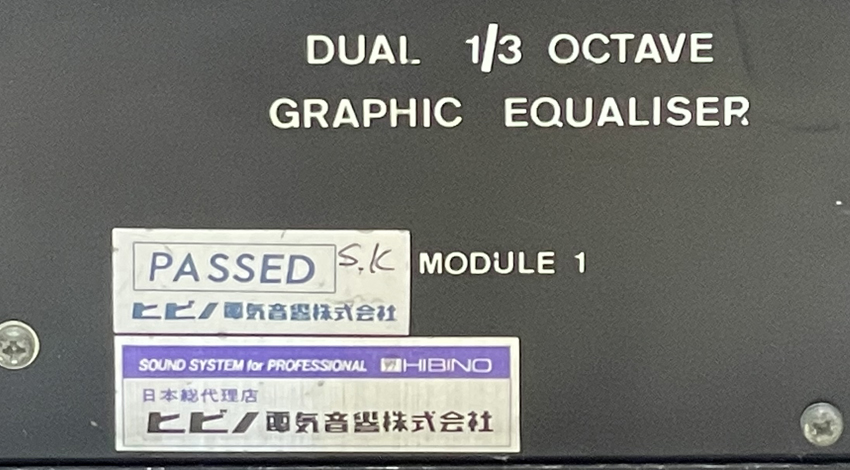 DUAL 1/3 OCTAVE
GRAPHIC EQUALISER
PASSED S.K MODULE 1
ヒビノ電気音響株式会社
SOUND SYSTEM for PROFESSIONAL HIBINO
日本総代理店
ヒビノ電気音響株式会社